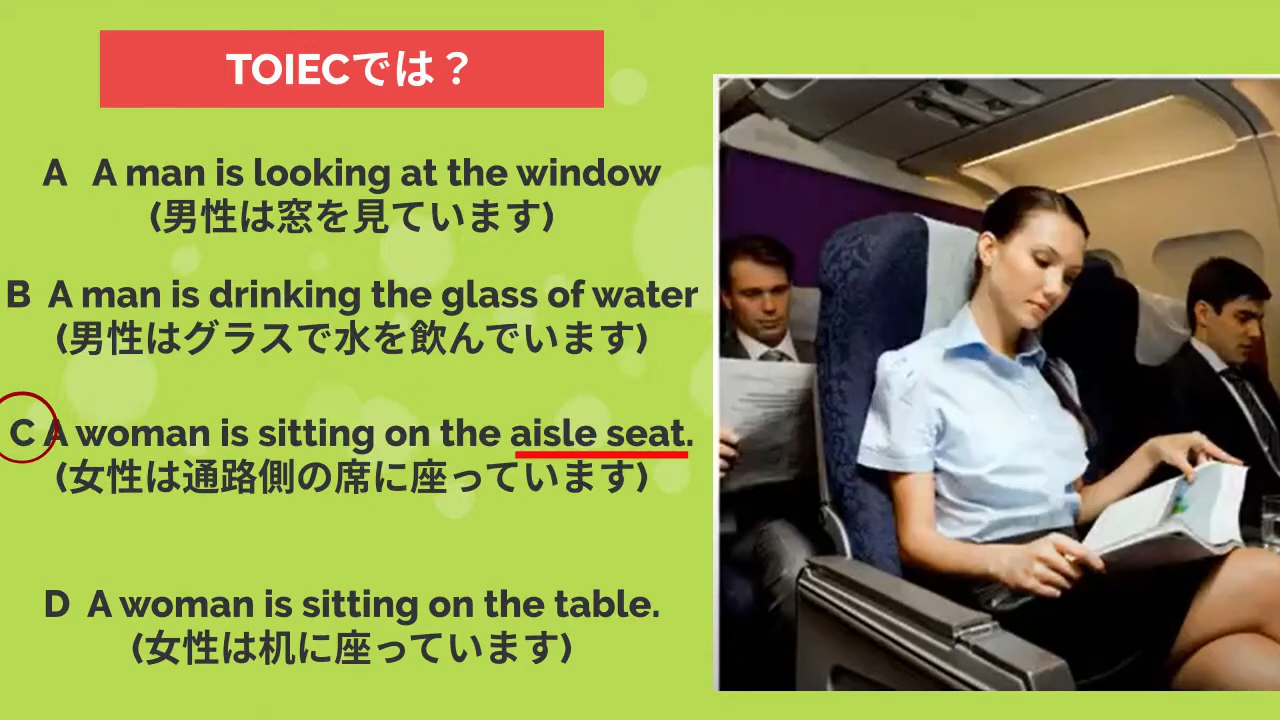 TOIECでは？
A A man is looking at the window
(男性は窓を見ています)
B A man is drinking the glass of water
(男性はグラスで水を飲んでいます)
C A woman is sitting on the aisle seat.
(女性は通路側の席に座っています)
D A woman is sitting on the table.
(女性は机に座っています)